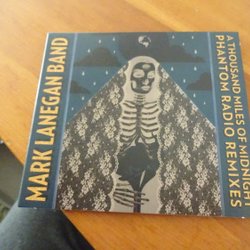 MARK LANEGAN BAND
A THOUSAND MILES OF MIDNIGHT
PHANTOM RADIO REMIXES